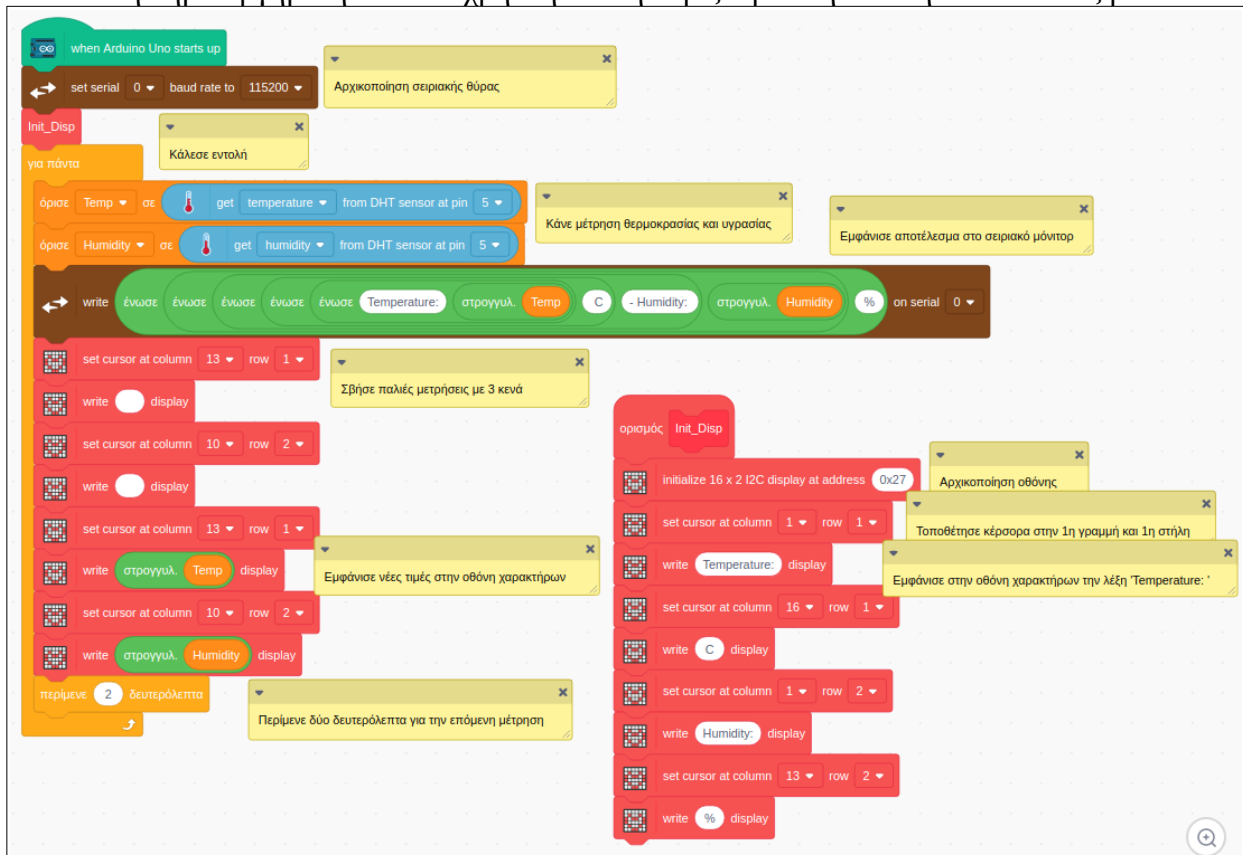 when Arduino Uno starts up
set serial 0 baud rate to 115200
Αρχικοποίηση σειριακής θύρας
Init_Disp
Κάλεσε εντολή
για πάντα
όρισε Temp σε get temperature from DHT sensor at pin 5
Κάνε μέτρηση θερμοκρασίας και υγρασίας
όρισε Humidity σε get humidity from DHT sensor at pin 5
Εμφάνισε αποτέλεσμα στο σειριακό μόνιτορ
write ένωσε ένωσε ένωσε ένωσε ένωσε Temperature: στρογγυλ. Temp C - Humidity: στρογγυλ. Humidity % on serial 0
set cursor at column 13 row 1
Σβήσε παλιές μετρήσεις με 3 κενά
write display
set cursor at column 10 row 2
write display
set cursor at column 13 row 1
Εμφάνισε νέες τιμές στην οθόνη χαρακτήρων
write στρογγυλ. Temp display
set cursor at column 10 row 2
write στρογγυλ. Humidity display
περίμενε 2 δευτερόλεπτα
Περίμενε δύο δευτερόλεπτα για την επόμενη μέτρηση
ορισμός Init_Disp
initialize 16 x 2 I2C display at address 0x27
Αρχικοποίηση οθόνης
set cursor at column 1 row 1
Τοποθέτησε κέρσορα στην 1η γραμμή και 1η στήλη
write Temperature: display
Εμφάνισε στην οθόνη χαρακτήρων την λέξη 'Temperature: '
set cursor at column 16 row 1
write C display
set cursor at column 1 row 2
write Humidity: display
set cursor at column 13 row 2
write % display